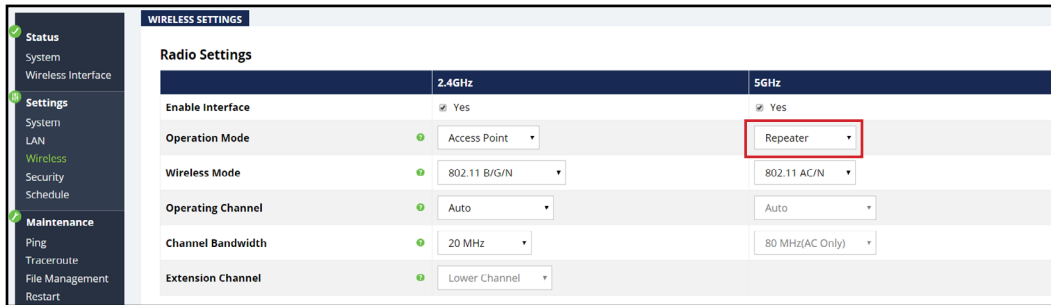 WIRELESS SETTINGS
Status
System
Wireless Interface
Settings
System
LAN
Wireless
Security
Schedule
Maintenance
Ping
Traceroute
File Management
Restart
Radio Settings
2.4GHz 5GHz
Enable Interface Yes Yes
Operation Mode ? Access Point Repeater
Wireless Mode ? 802.11 B/G/N 802.11 AC/N
Operating Channel ? Auto Auto
Channel Bandwidth ? 20 MHz 80 MHz(AC Only)
Extension Channel ? Lower Channel